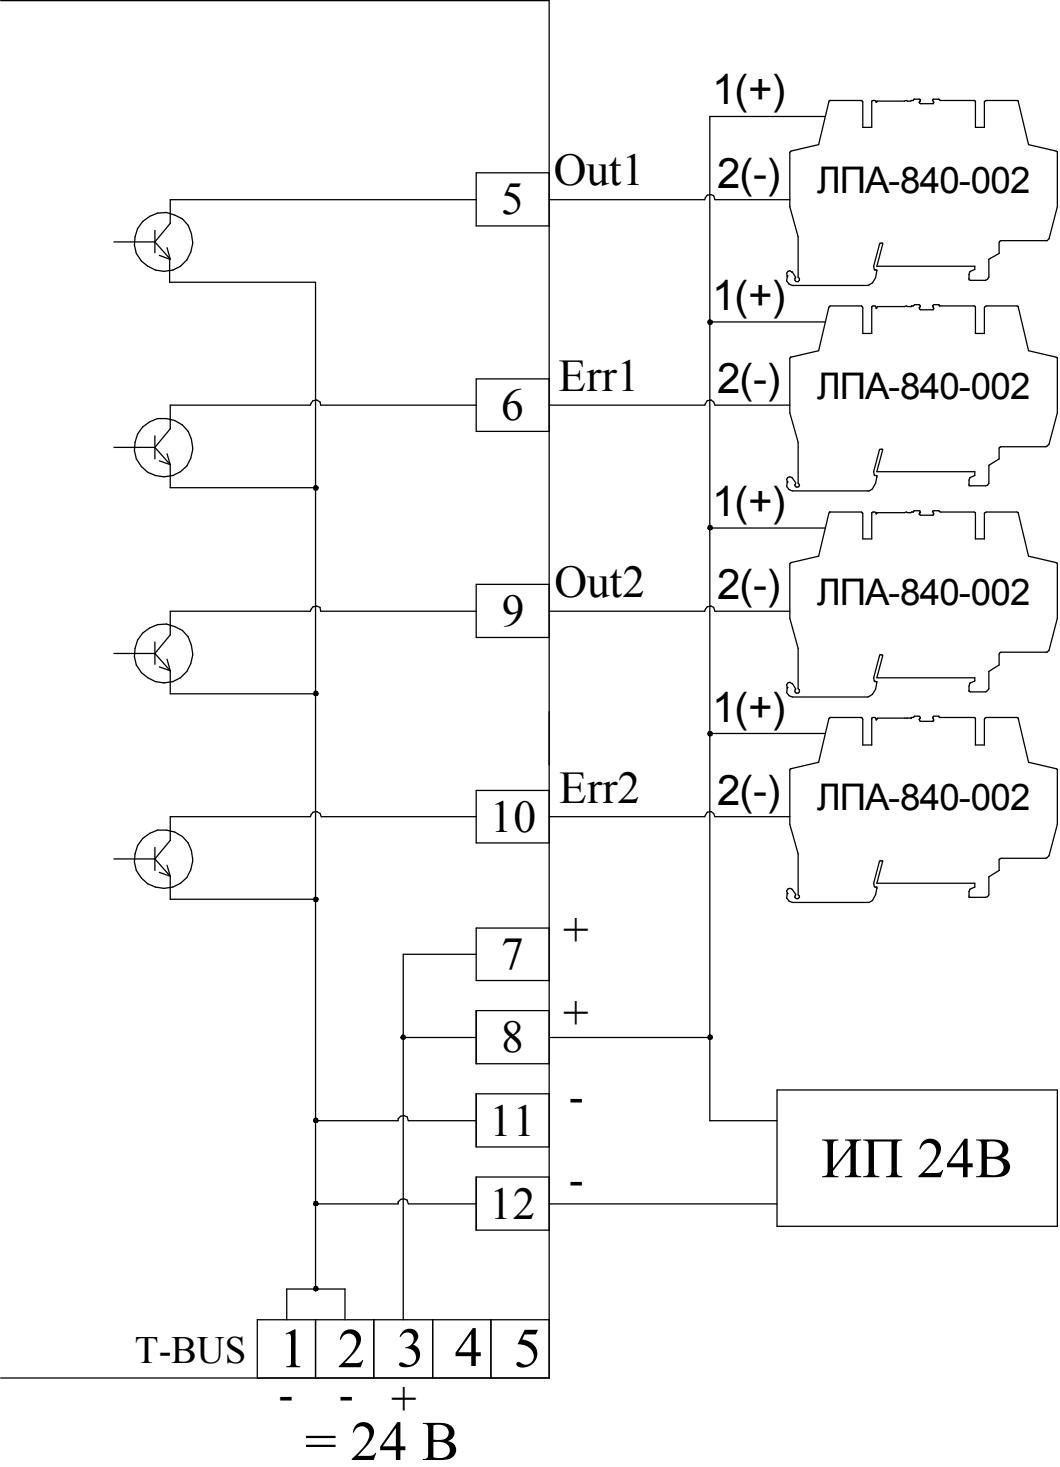 1(+)
Out1 2(-) ЛПА-840-002
5
1(+)
Err1 2(-) ЛПА-840-002
6
1(+)
Out2 2(-) ЛПА-840-002
9
1(+)
Err2 2(-) ЛПА-840-002
10
+
7
+
8
-
11
ИП 24В
-
12
T-BUS 1 2 3 4 5
- - +
= 24 В